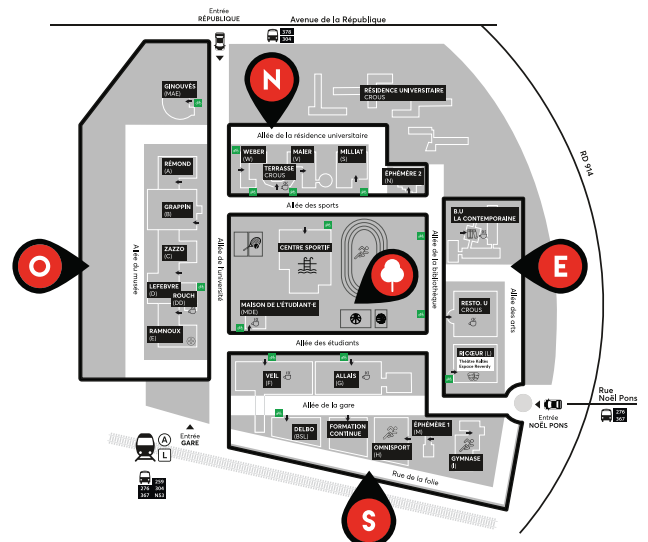 Entrée
RÉPUBLIQUE
Avenue de la République
378
304
N
GINOUVÈS
(MAE)
RÉSIDENCE UNIVERSITAIRE
CROUS
Allée de la résidence universitaire
RD 914
WEBER
(W)
MAIER
(V)
MILLIAT
(S)
TERRASSE
CROUS
ÉPHÉMÈRE 2
(N)
RÉMOND
(A)
Allée des sports
GRAPPIN
(B)
B.U
LA CONTEMPORAINE
ZAZZO
(C)
CENTRE SPORTIF
O
Allée du musée
Allée de l'université
Allée de la bibliothèque
E
LEFEBVRE
(D)
ROUCH
(DD)
MAISON DE L'ÉTUDIANT·E
(MDE)
RESTO. U
CROUS
Allée des arts
RAMNOUX
(E)
Allée des étudiants
RICŒUR (L)
Théâtre Koltès
Espace Reverdy
VEIL
(F)
ALLAIS
(G)
Allée de la gare
Rue
Noël Pons
276
367
Entrée
NOËL PONS
DELBO
(BSL)
FORMATION
CONTINUE
ÉPHÉMÈRE 1
(M)
OMNISPORT
(H)
GYMNASE
(I)
Entrée
GARE
A
L
259
276 304
367 N53
Rue de la folie
S